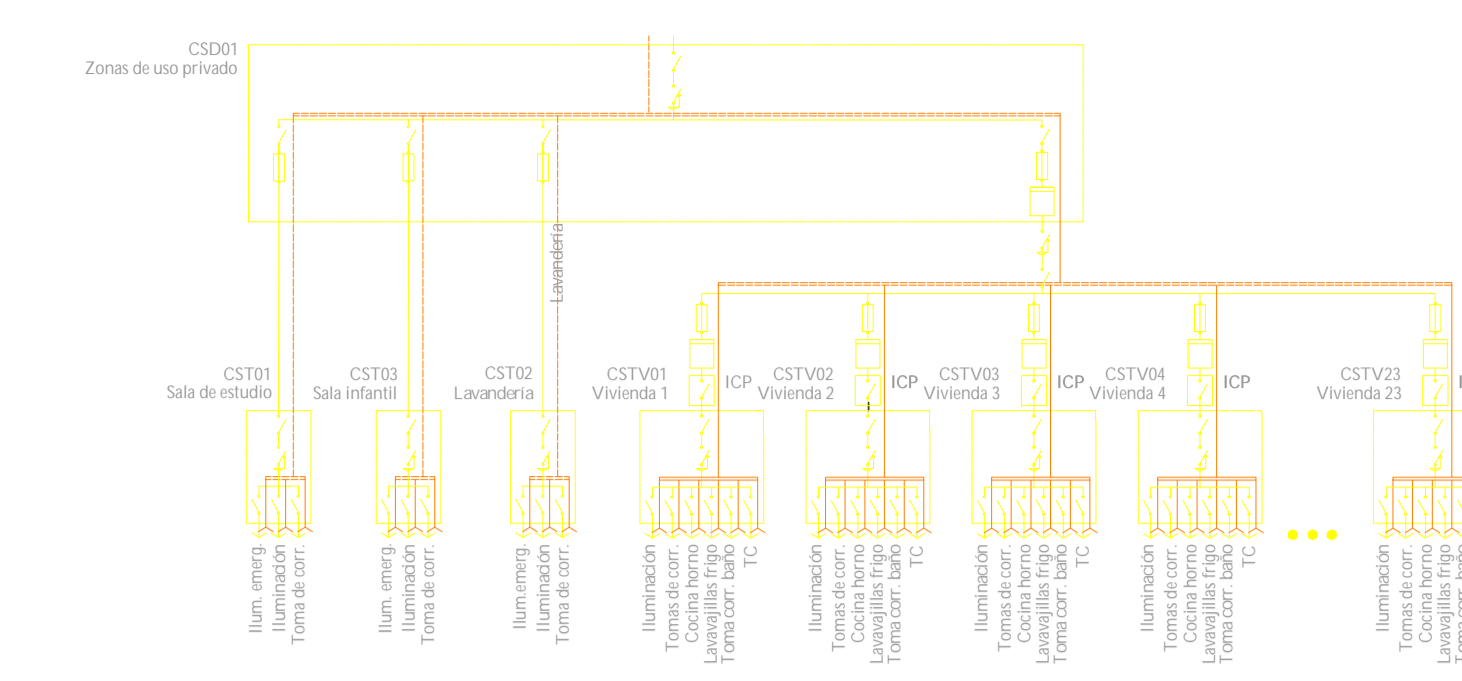 CSD01
Zonas de uso privado
Lavandería
CST01
Sala de estudio
CST03
Sala infantil
CST02
Lavandería
CSTV01
Vivienda 1
ICP
CSTV02
Vivienda 2
ICP
CSTV03
Vivienda 3
ICP
CSTV04
Vivienda 4
ICP
CSTV23
Vivienda 23
Ilum. emerg.
Iluminación
Toma de corr.
Ilum. emerg.
Iluminación
Toma de corr.
Ilum.emerg.
Iluminación
Toma de corr.
Iluminación
Tomas de corr.
Cocina horno
Lavavajillas frigo
Toma corr. baño
TC
Iluminación
Tomas de corr.
Cocina horno
Lavavajillas frigo
Toma corr. baño
TC
Iluminación
Tomas de corr.
Cocina horno
Lavavajillas frigo
Toma corr. baño
TC
Iluminación
Tomas de corr.
Cocina horno
Lavavajillas frigo
Toma corr. baño
TC
Iluminación
Tomas de corr.
Cocina horno
Lavavajillas frigo
Toma corr. baño